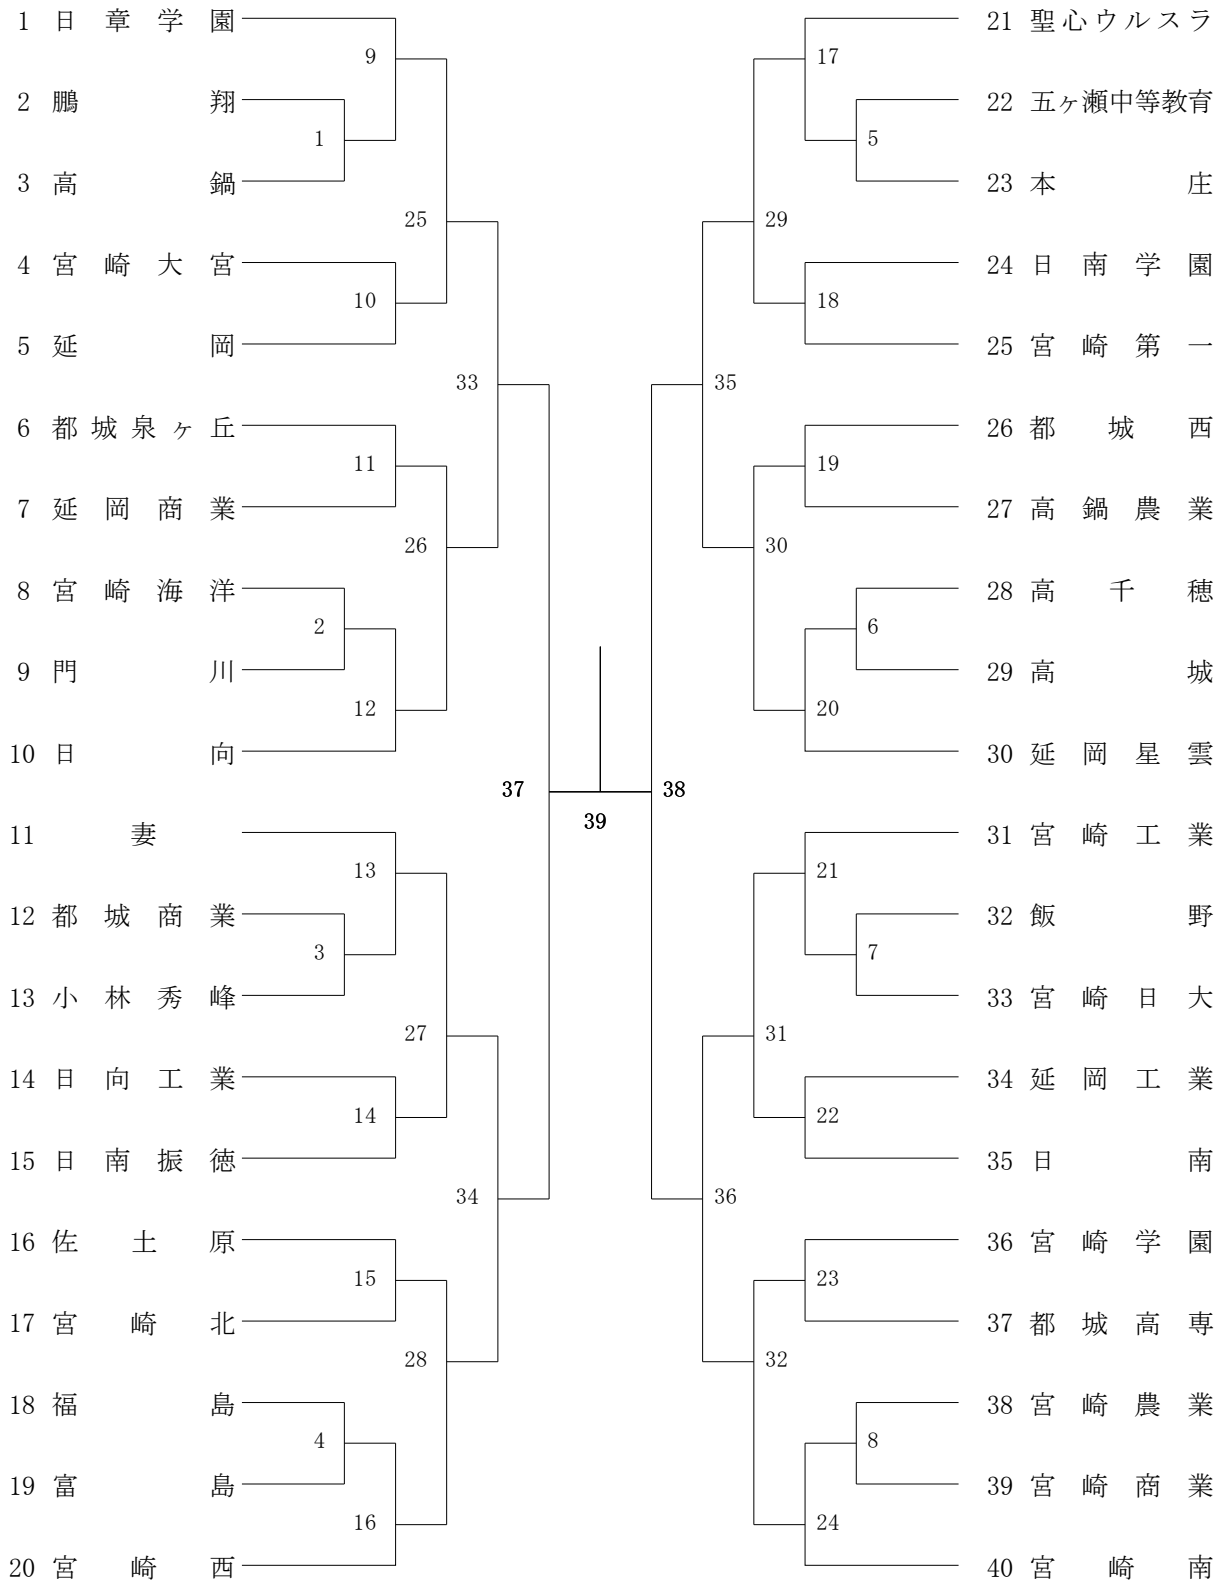 1 日章学園
2 鵬翔
3 高鍋
4 宮崎大宮
5 延岡
6 都城泉ヶ丘
7 延岡商業
8 宮崎海洋
9 門川
10 日向
11 妻
12 都城商業
13 小林秀峰
14 日向工業
15 日南振徳
16 佐土原
17 宮崎北
18 福島
19 富島
20 宮崎西
9
1
25
10
33
11
26
2
12
37
13
3
27
14
34
15
28
4
16
39
17
5
29
18
35
19
30
6
20
38
21
7
31
22
36
23
32
8
24
21 聖心ウルスラ
22 五ヶ瀬中等教育
23 本庄
24 日南学園
25 宮崎第一
26 都城西
27 高鍋農業
28 高千穂
29 高城
30 延岡星雲
31 宮崎工業
32 飯野
33 宮崎日大
34 延岡工業
35 日南
36 宮崎学園
37 都城高専
38 宮崎農業
39 宮崎商業
40 宮崎南